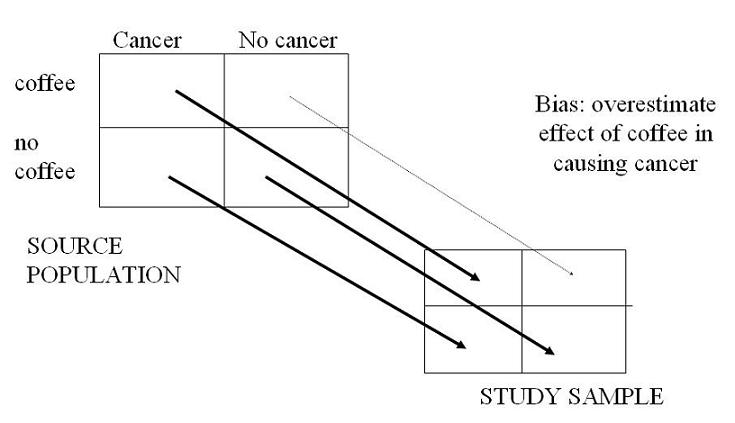 Cancer
No cancer
coffee
no
coffee
Bias: overestimate
effect of coffee in
causing cancer
SOURCE
POPULATION
STUDY SAMPLE